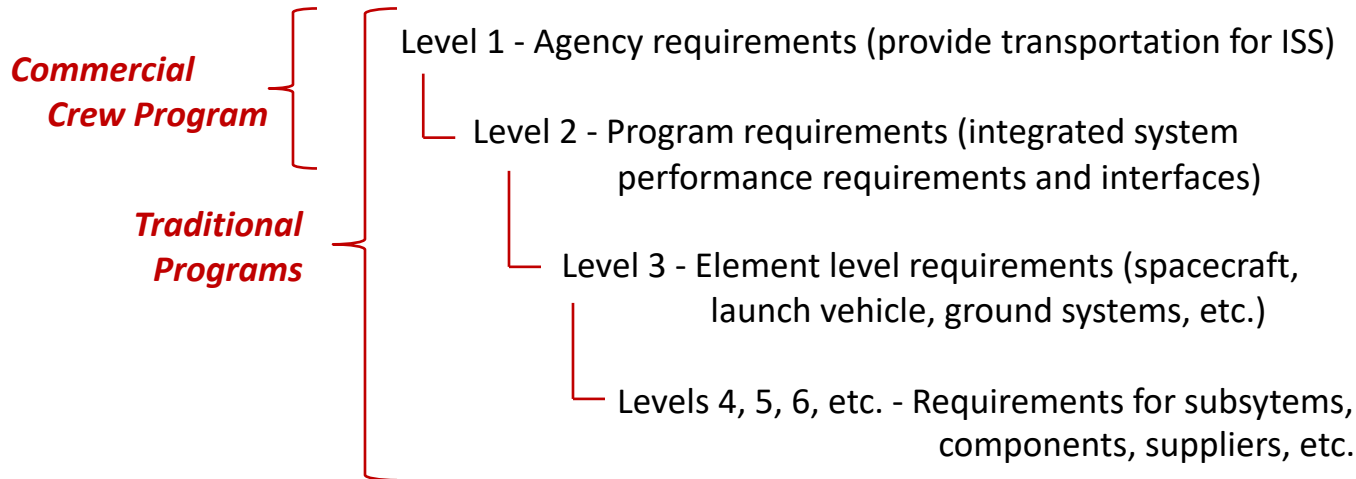 Level 1 - Agency requirements (provide transportation for ISS)
Commercial
Crew Program
Level 2 - Program requirements (integrated system
performance requirements and interfaces)
Traditional
Programs
Level 3 - Element level requirements (spacecraft,
launch vehicle, ground systems, etc.)
Levels 4, 5, 6, etc. - Requirements for subsytems,
components, suppliers, etc.